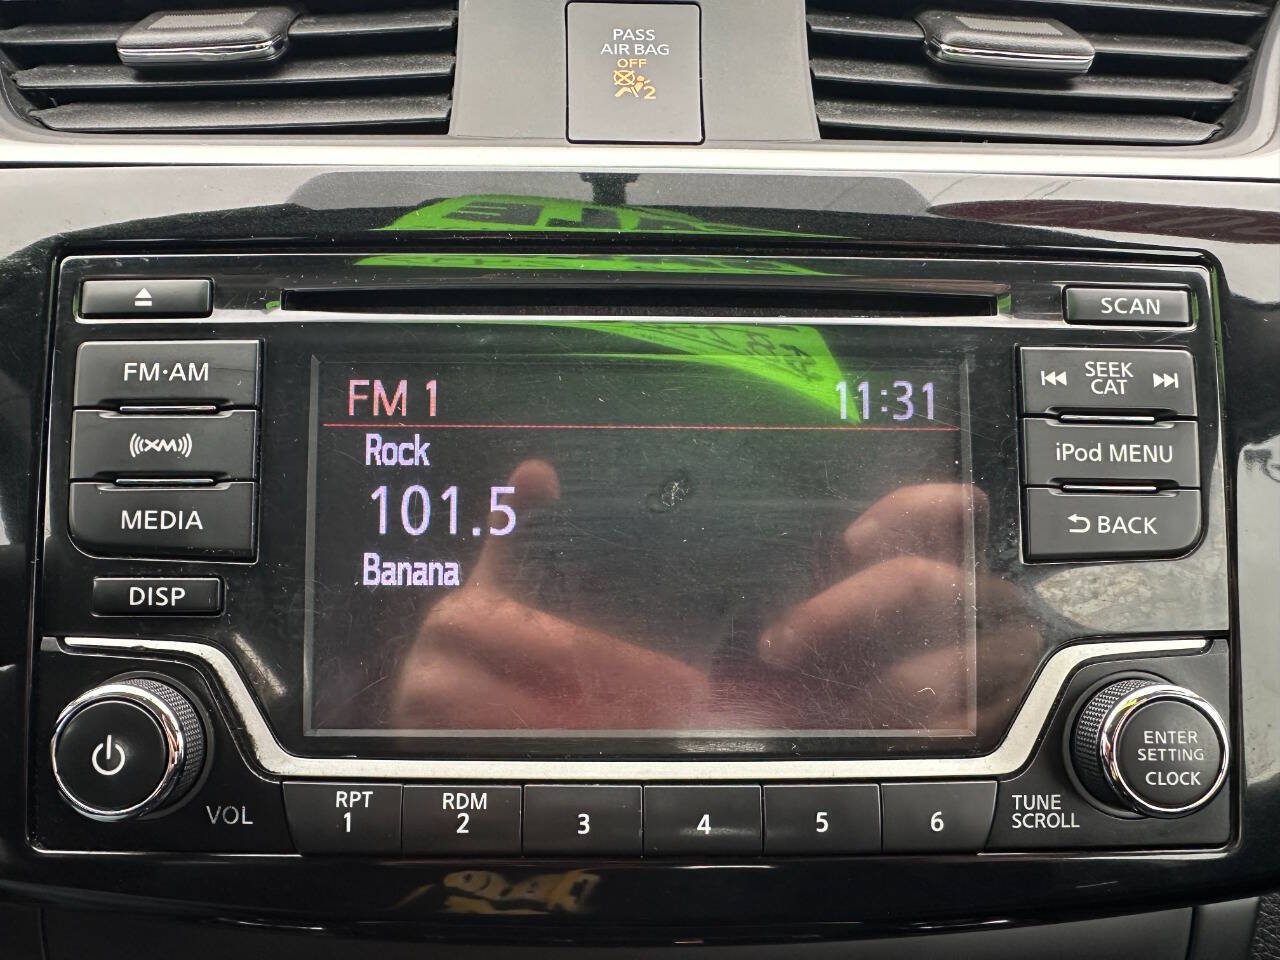 PASS
AIR BAG
OFF
2
SCAN
FM·AM
XM
MEDIA
DISP
FM 1
11:31
Rock
101.5
Banana
SEEK
CAT
iPod MENU
BACK
VOL
RPT
1
RDM
2
3
4
5
6
TUNE
SCROLL
ENTER
SETTING
CLOCK